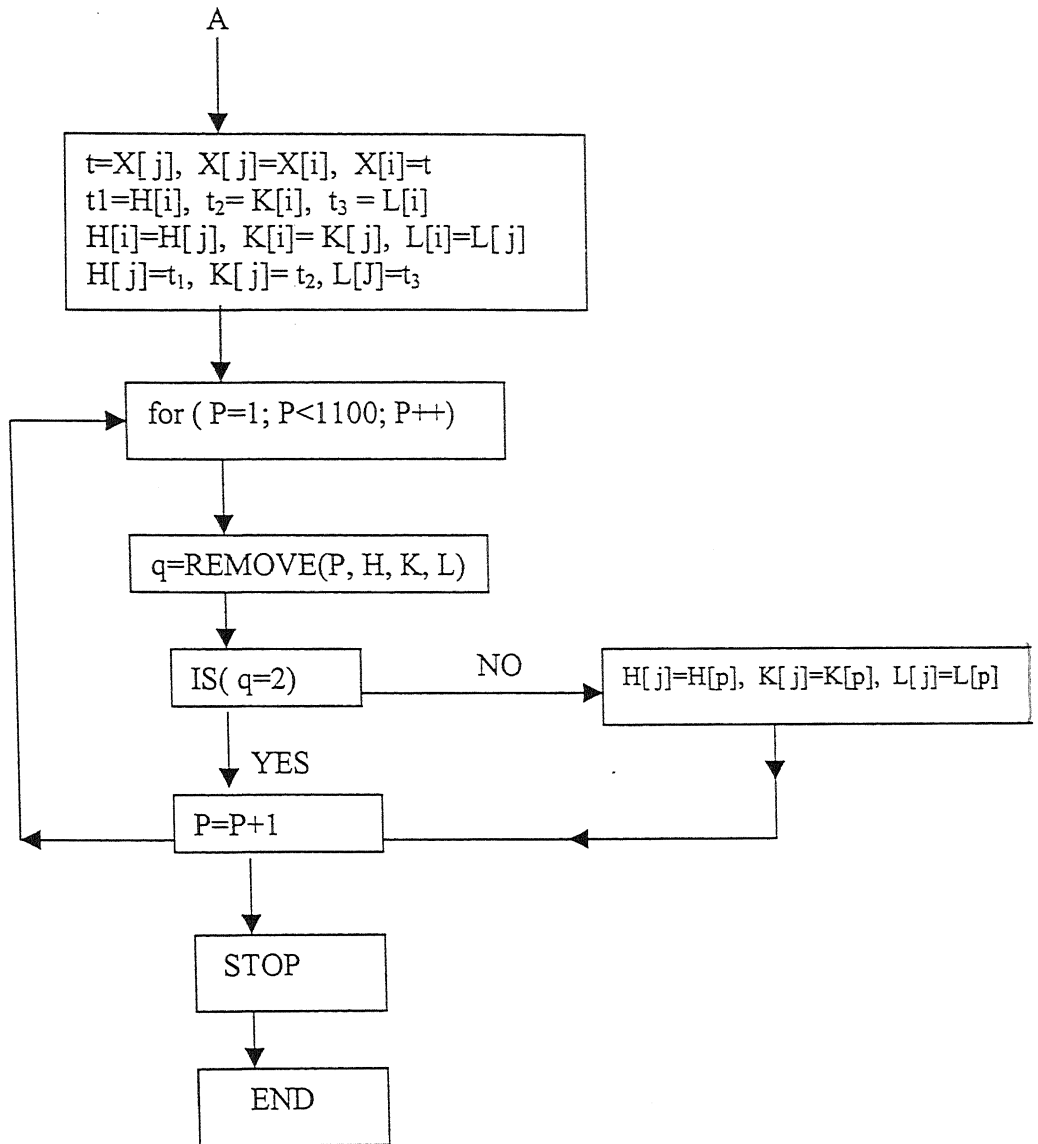 A
t=X[ j], X[ j]=X[i], X[i]=t
t1=H[i], t₂= K[i], t₃ = L[i]
H[i]=H[ j], K[i]= K[ j], L[i]=L[ j]
H[ j]=t₁, K[ j]= t₂, L[J]=t₃
for ( P=1; P<1100; P++)
q=REMOVE(P, H, K, L)
IS( q=2)
NO
H[ j]=H[p], K[ j]=K[p], L[ j]=L[p]
YES
P=P+1
STOP
END